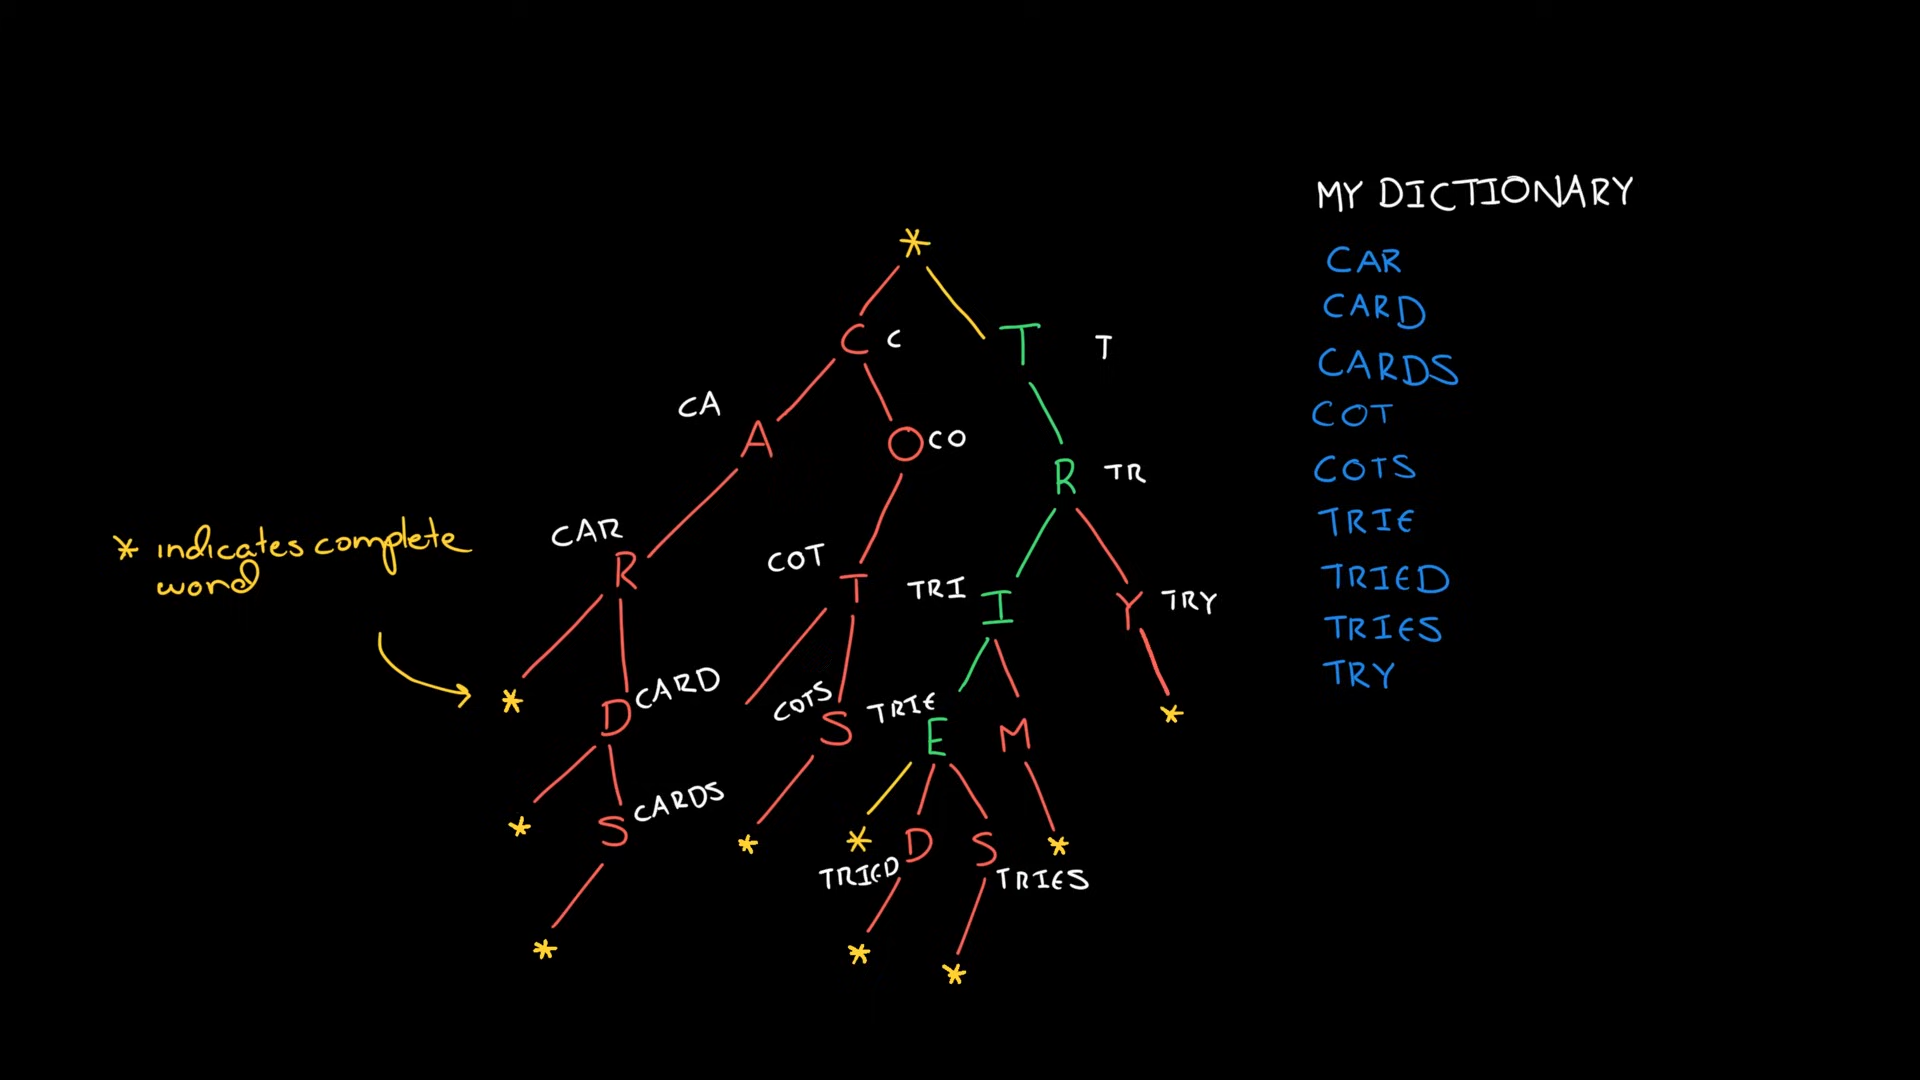 MY DICTIONARY
CAR
CARD
CARDS
COT
COTS
TRIE
TRIED
TRIES
TRY
* indicates complete
word
*
C C
T T
CA
A
O CO
R TR
CAR
R
COT
T
TRI
I
Y TRY
*
D CARD
COTS
S
TRIE
E
M
*
*
S CARDS
*
*
D
S
*
TRIED
TRIES
*
*
*